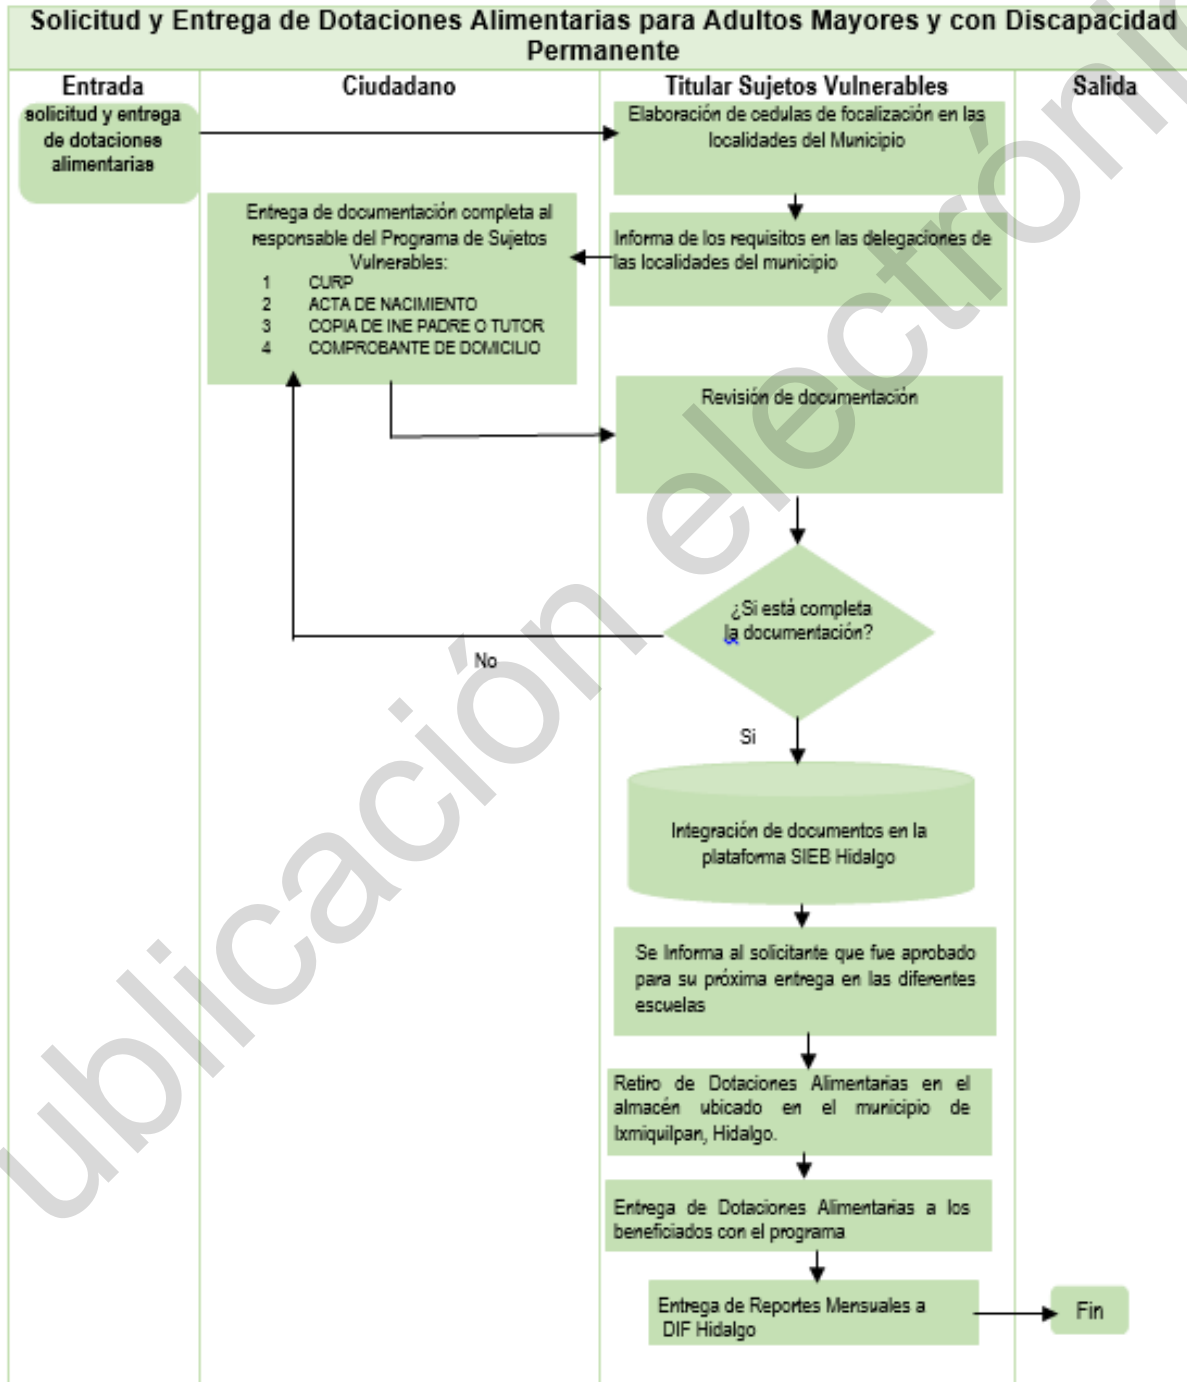 Solicitud y Entrega de Dotaciones Alimentarias para Adultos Mayores y con Discapacidad
Permanente
Entrada
Ciudadano
Titular Sujetos Vulnerables
Salida
solicitud y entrega
de dotaciones
alimentarias
Elaboración de cedulas de focalización en las
localidades del Municipio
Informa de los requisitos en las delegaciones de
las localidades del municipio
Entrega de documentación completa al
responsable del Programa de Sujetos
Vulnerables:
1 CURP
2 ACTA DE NACIMIENTO
3 COPIA DE INE PADRE O TUTOR
4 COMPROBANTE DE DOMICILIO
Revisión de documentación
¿Si está completa
la documentación?
No
Si
Integración de documentos en la
plataforma SIEB Hidalgo
Se Informa al solicitante que fue aprobado
para su próxima entrega en las diferentes
escuelas
Retiro de Dotaciones Alimentarias en el
almacén ubicado en el municipio de
Ixmiquilpan, Hidalgo.
Entrega de Dotaciones Alimentarias a los
beneficiados con el programa
Entrega de Reportes Mensuales a
DIF Hidalgo
Fin
ublicación electrónic